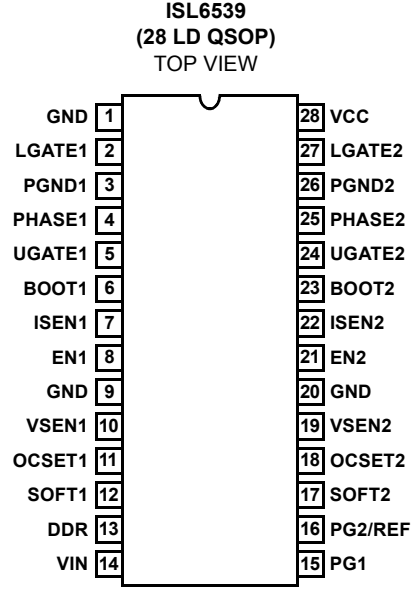 ISL6539
(28 LD QSOP)
TOP VIEW
GND 1 28 VCC
LGATE1 2 27 LGATE2
PGND1 3 26 PGND2
PHASE1 4 25 PHASE2
UGATE1 5 24 UGATE2
BOOT1 6 23 BOOT2
ISEN1 7 22 ISEN2
EN1 8 21 EN2
GND 9 20 GND
VSEN1 10 19 VSEN2
OCSET1 11 18 OCSET2
SOFT1 12 17 SOFT2
DDR 13 16 PG2/REF
VIN 14 15 PG1